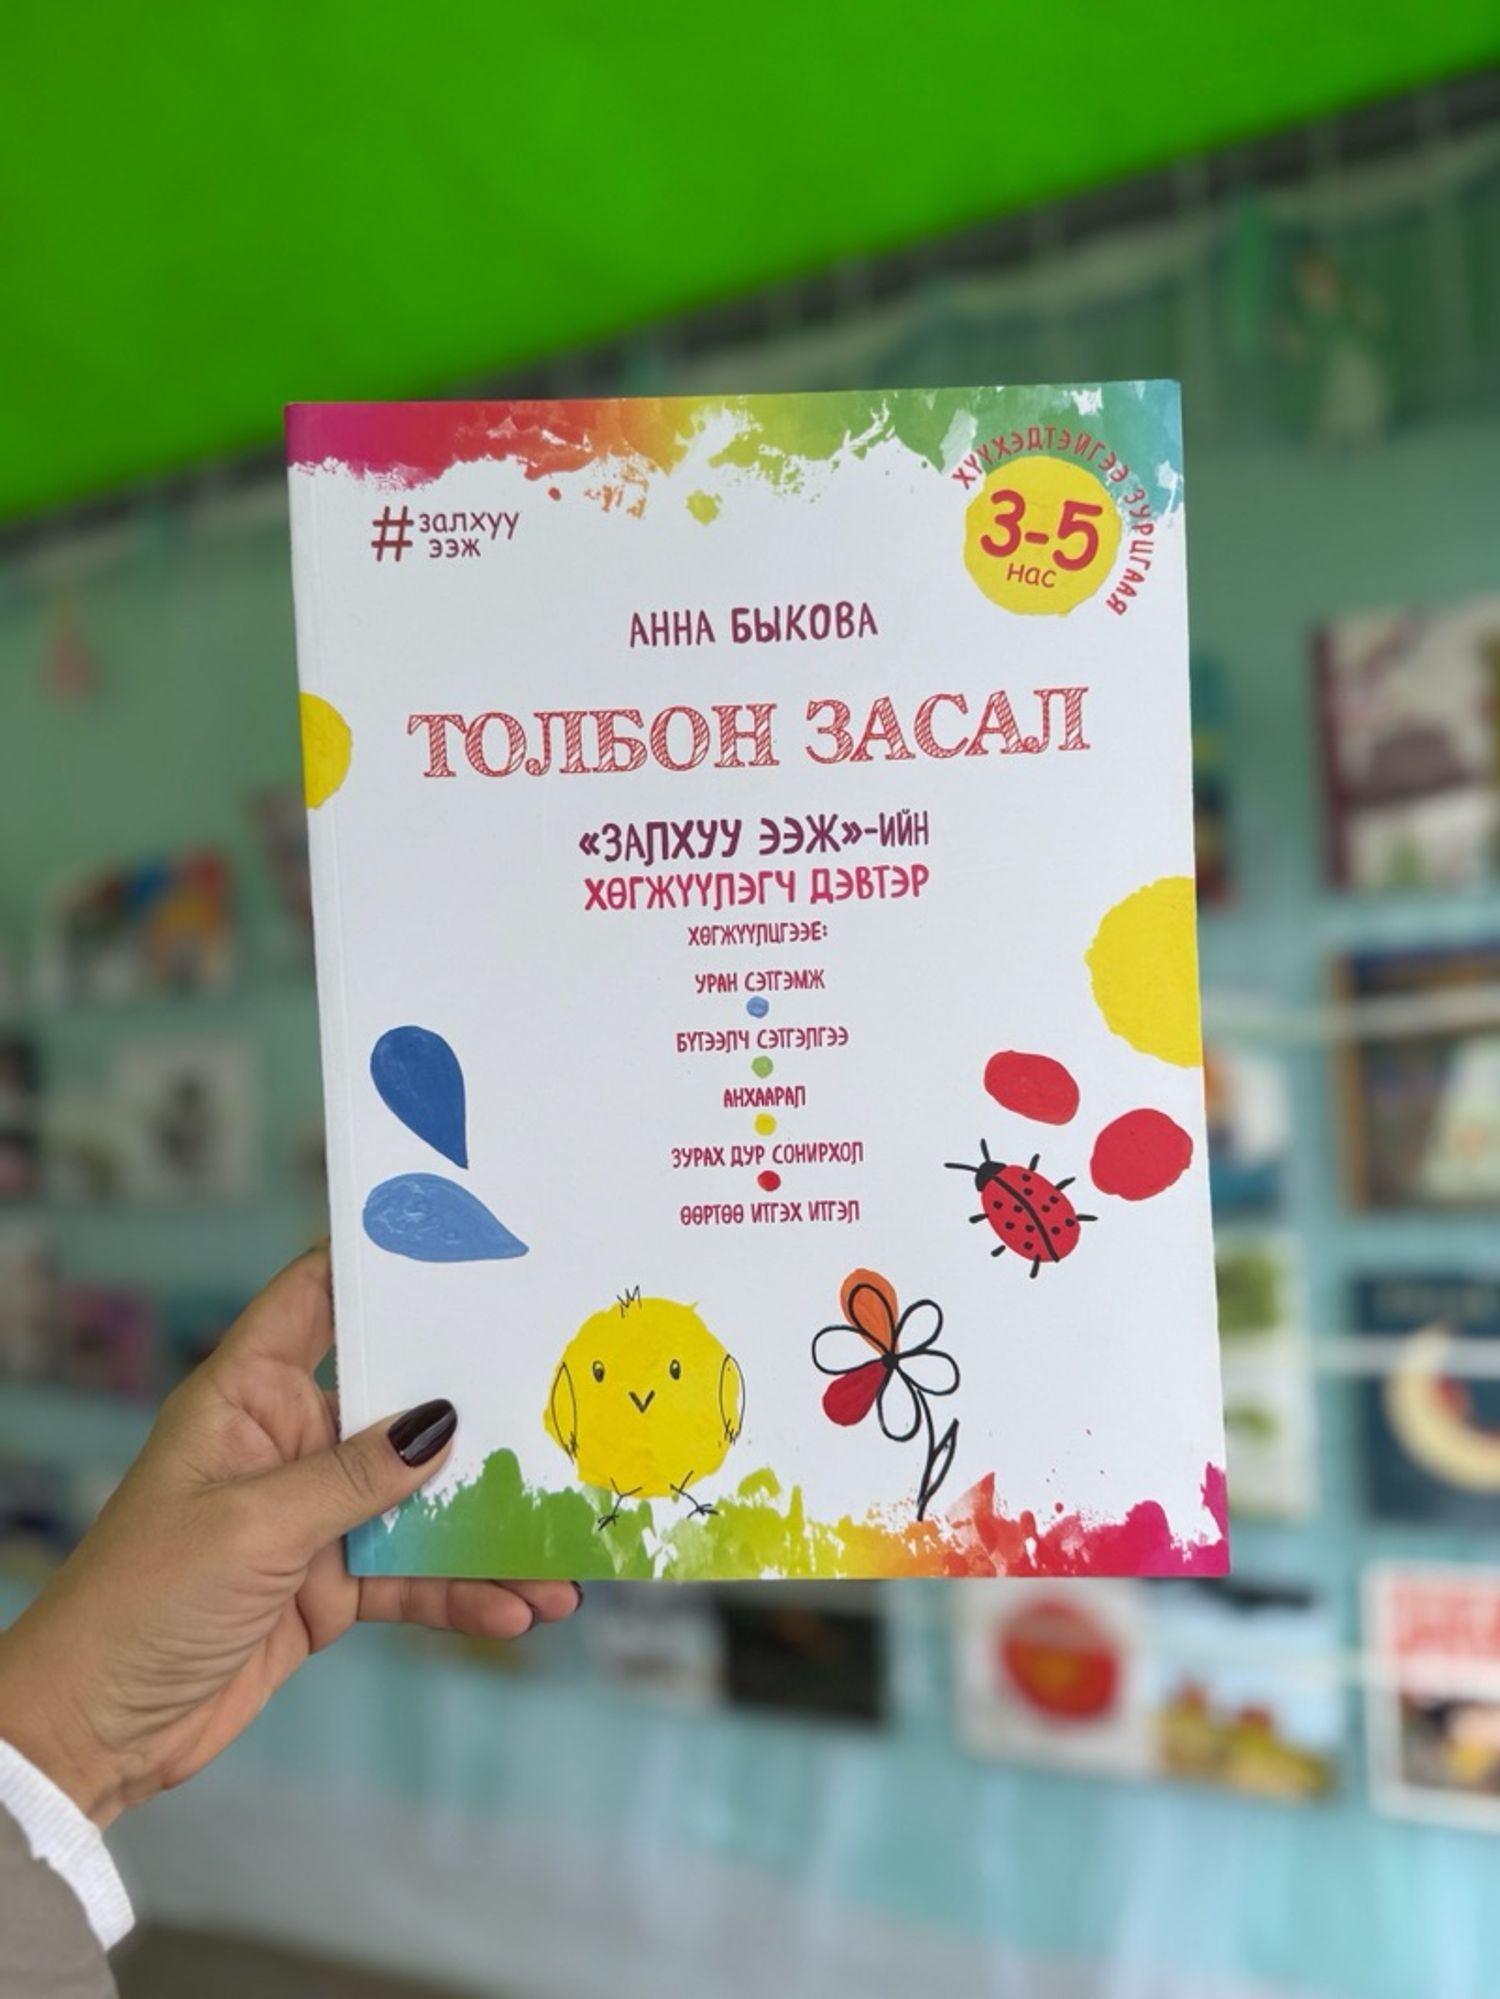 #залхуу
ээж
ХҮҮХЭДТЭЙГЭЭ ЗУРЦГААЯ
3-5
нас
АННА БЫКОВА
ТОЛБОН ЗАСАЛ
«ЗАЛХУУ ЭЭЖ»-ИЙН
ХӨГЖҮҮЛЭГЧ ДЭВТЭР
ХӨГЖҮҮЛЦГЭЭЕ:
УРАН СЭТГЭМЖ
БҮТЭЭЛЧ СЭТГЭЛГЭЭ
АНХААРАЛ
ЗУРАХ ДУР СОНИРХОЛ
ӨӨРТӨӨ ИТГЭХ ИТГЭЛ